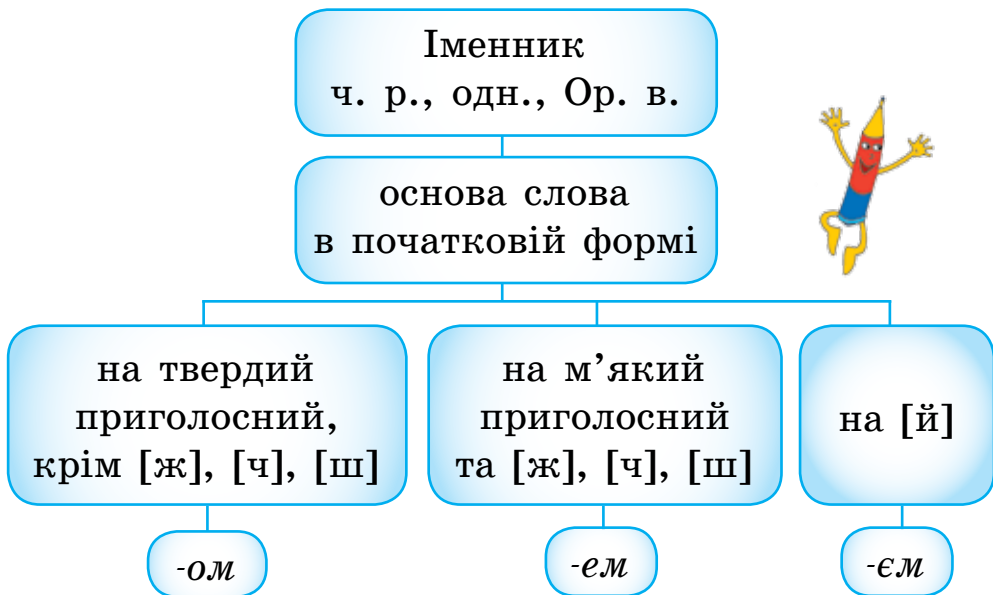 Іменник
ч. р., одн., Ор. в.
основа слова
в початковій формі
на твердий
приголосний,
крім [ж], [ч], [ш]
на м’який
приголосний
та [ж], [ч], [ш]
на [й]
-ом
-ем
-єм